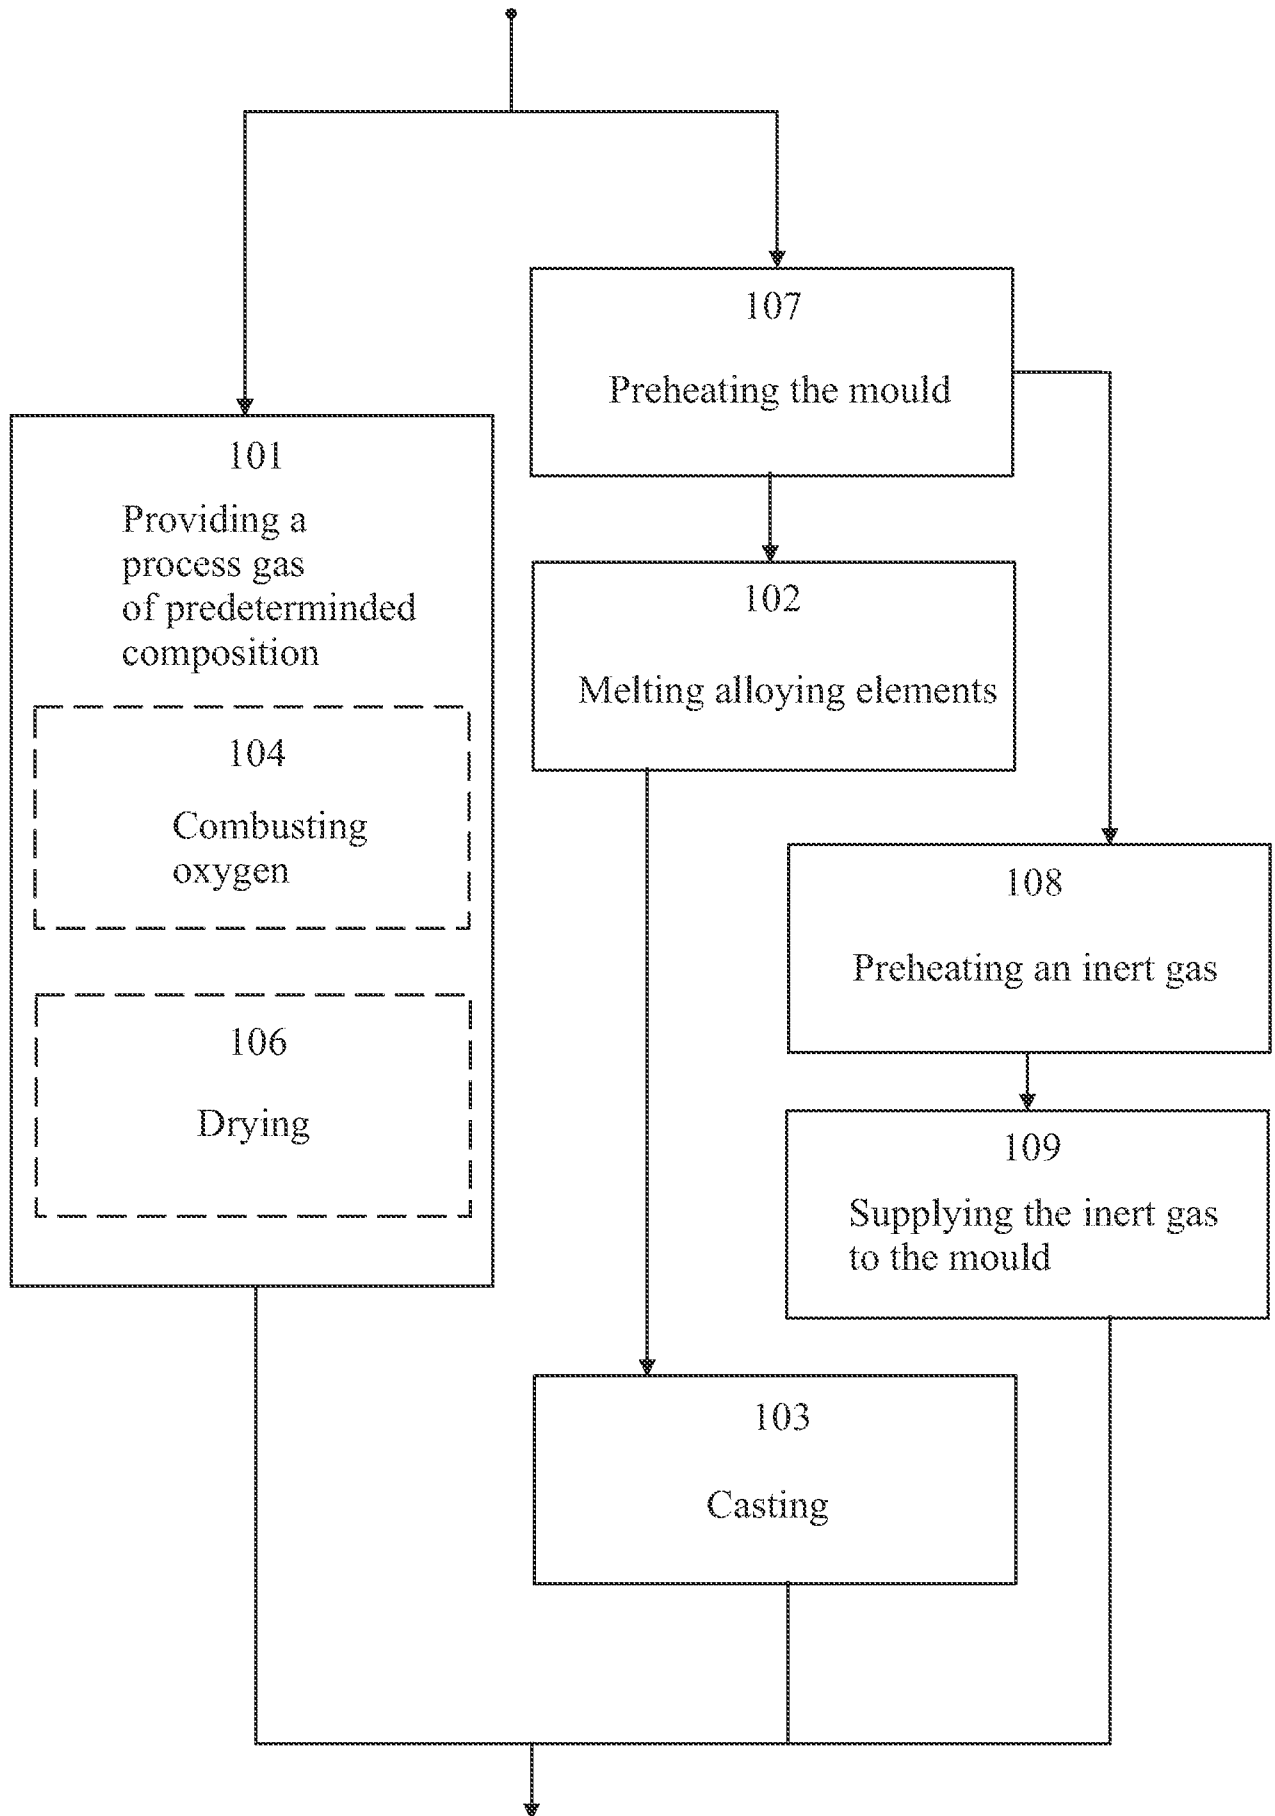 107
Preheating the mould
101
Providing a
process gas
of predeterminded
composition
102
Melting alloying elements
104
Combusting
oxygen
108
Preheating an inert gas
106
Drying
109
Supplying the inert gas
to the mould
103
Casting